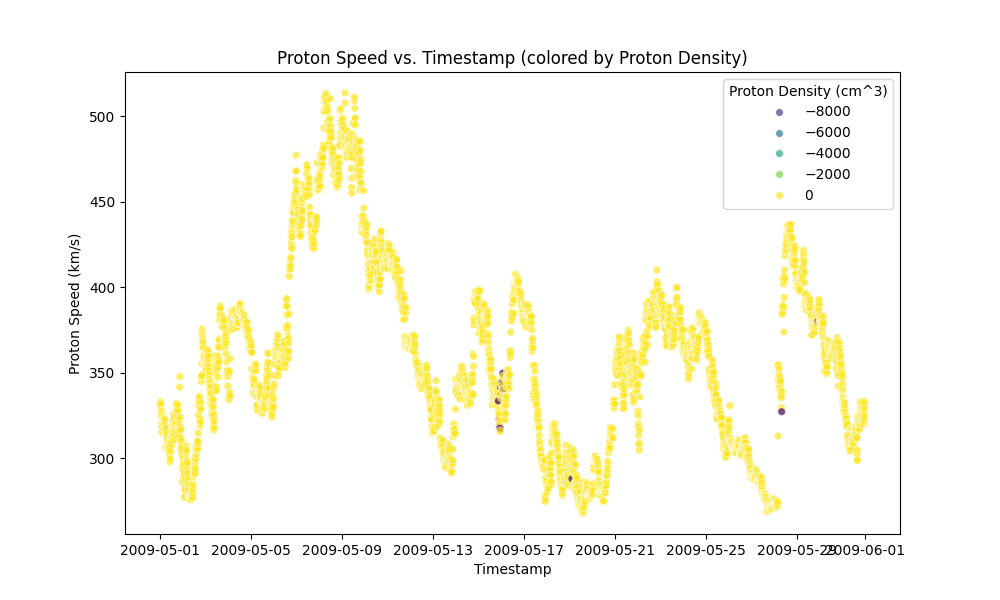 Proton Speed vs. Timestamp (colored by Proton Density)
Proton Density (cm^3)
−8000
−6000
−4000
−2000
0
500
450
400
350
300
Proton Speed (km/s)
2009-05-01 2009-05-05 2009-05-09 2009-05-13 2009-05-17 2009-05-21 2009-05-25 2009-05-29 2009-06-01
Timestamp